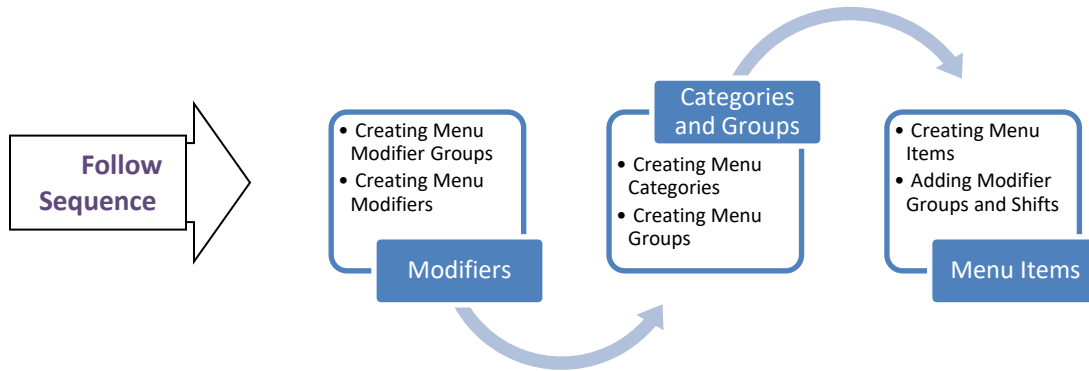 Follow
Sequence
• Creating Menu
Modifier Groups
• Creating Menu
Modifiers
Modifiers
Categories
and Groups
• Creating Menu
Categories
• Creating Menu
Groups
• Creating Menu
Items
• Adding Modifier
Groups and Shifts
Menu Items